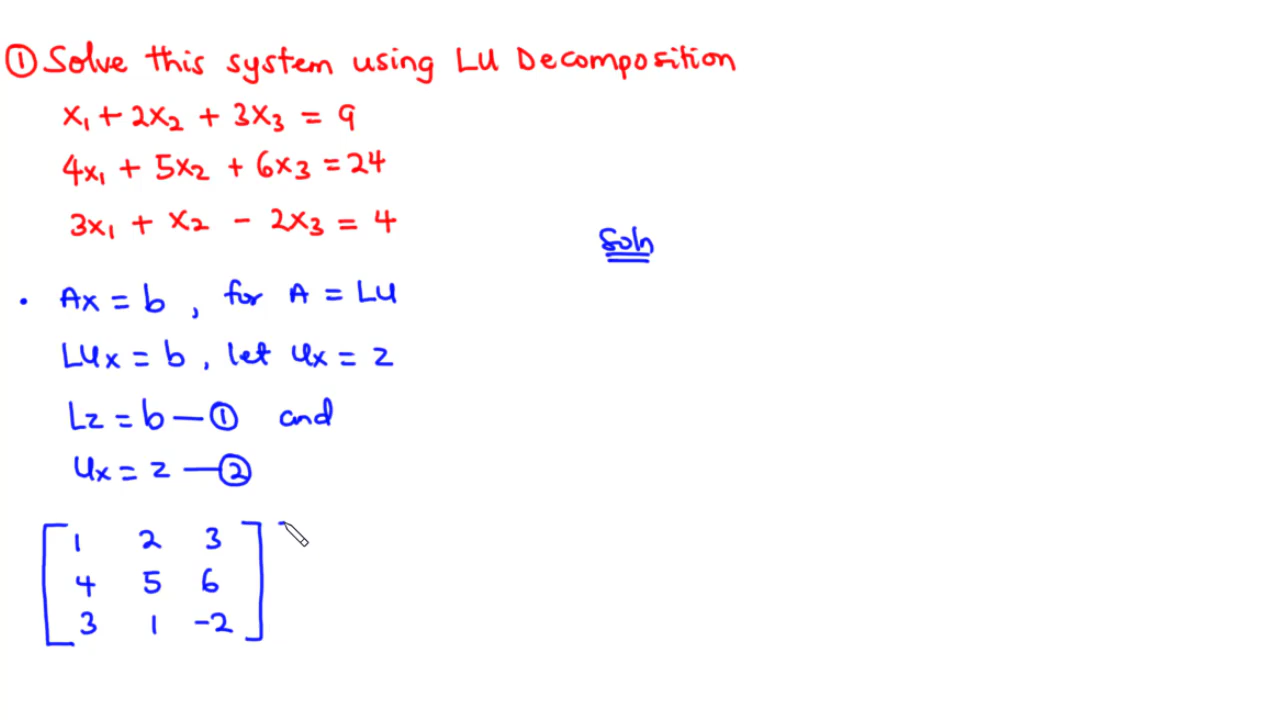 ① Solve this system using LU Decomposition
x₁ + 2x₂ + 3x₃ = 9
4x₁ + 5x₂ + 6x₃ = 24
3x₁ + x₂ - 2x₃ = 4
Soln
• Ax = b , for A = LU
LUx = b , let Ux = z
Lz = b — ① and
Ux = z — ②
1 2 3
4 5 6
3 1 -2